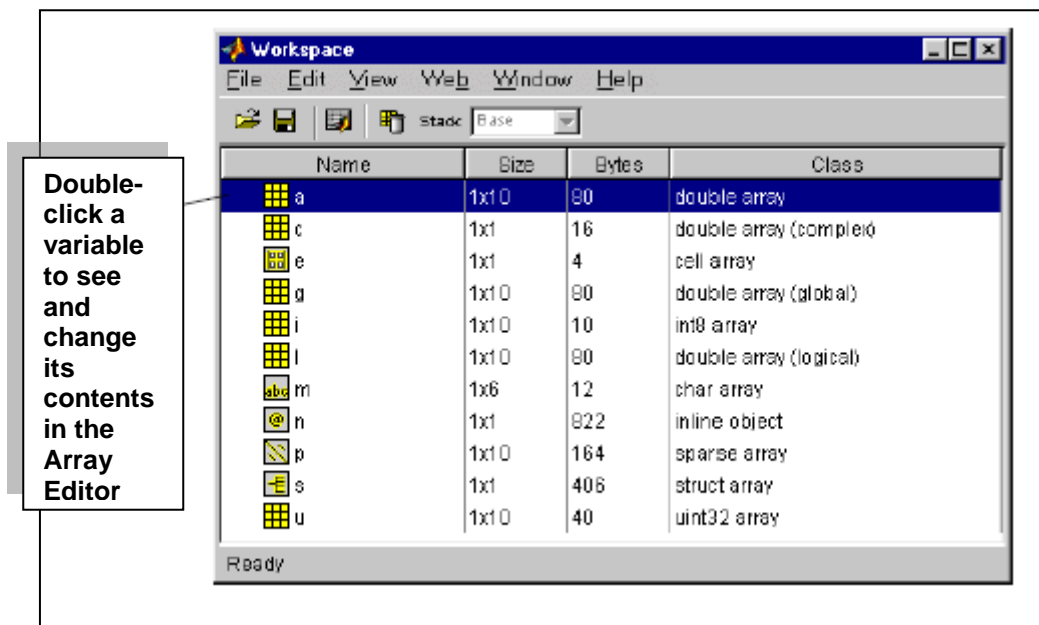 Workspace
File Edit View Web Window Help
Stack: Base
Name Size Bytes Class
a 1x10 80 double array
c 1x1 16 double array (complex)
e 1x1 4 cell array
g 1x10 80 double array (global)
i 1x10 10 int8 array
l 1x10 80 double array (logical)
abc m 1x6 12 char array
@ n 1x1 822 inline object
p 1x10 164 sparse array
s 1x1 406 struct array
u 1x10 40 uint32 array
Ready
Double-
click a
variable
to see
and
change
its
contents
in the
Array
Editor